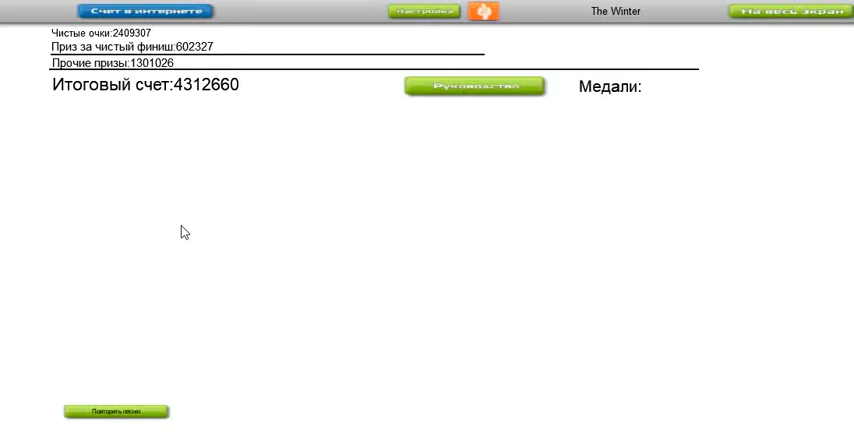 Счет в интернете Настройка The Winter На весь экран
Чистые очки:2409307
Приз за чистый финиш:602327
Прочие призы:1301026
Итоговый счет:4312660 Руководство Медали:
Повторить песню